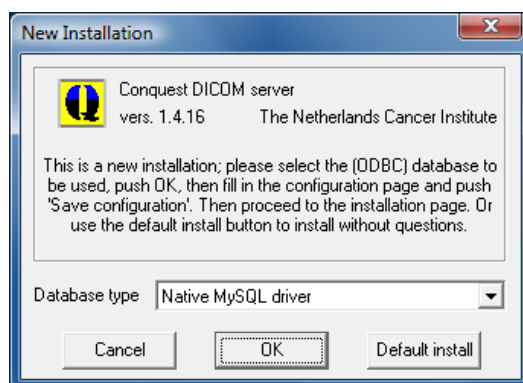 New Installation
Conquest DICOM server
vers. 1.4.16 The Netherlands Cancer Institute
This is a new installation; please select the (ODBC) database to
be used, push OK, then fill in the configuration page and push
'Save configuration'. Then proceed to the installation page. Or
use the default install button to install without questions.
Database type Native MySQL driver
Cancel OK Default install